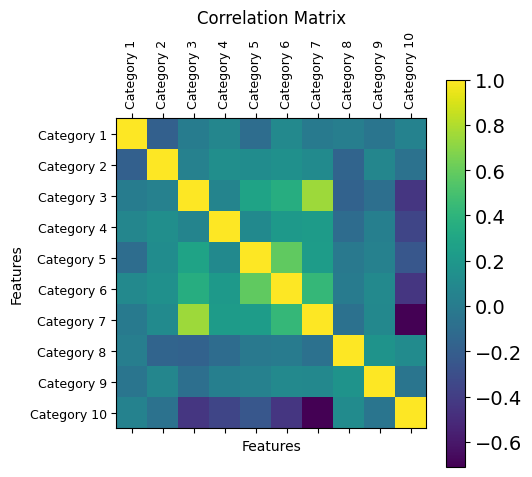 Correlation Matrix
Category 1
Category 2
Category 3
Category 4
Category 5
Category 6
Category 7
Category 8
Category 9
Category 10
Category 1
Category 2
Category 3
Category 4
Category 5
Category 6
Category 7
Category 8
Category 9
Category 10
Features
Features
1.0
0.8
0.6
0.4
0.2
0.0
−0.2
−0.4
−0.6